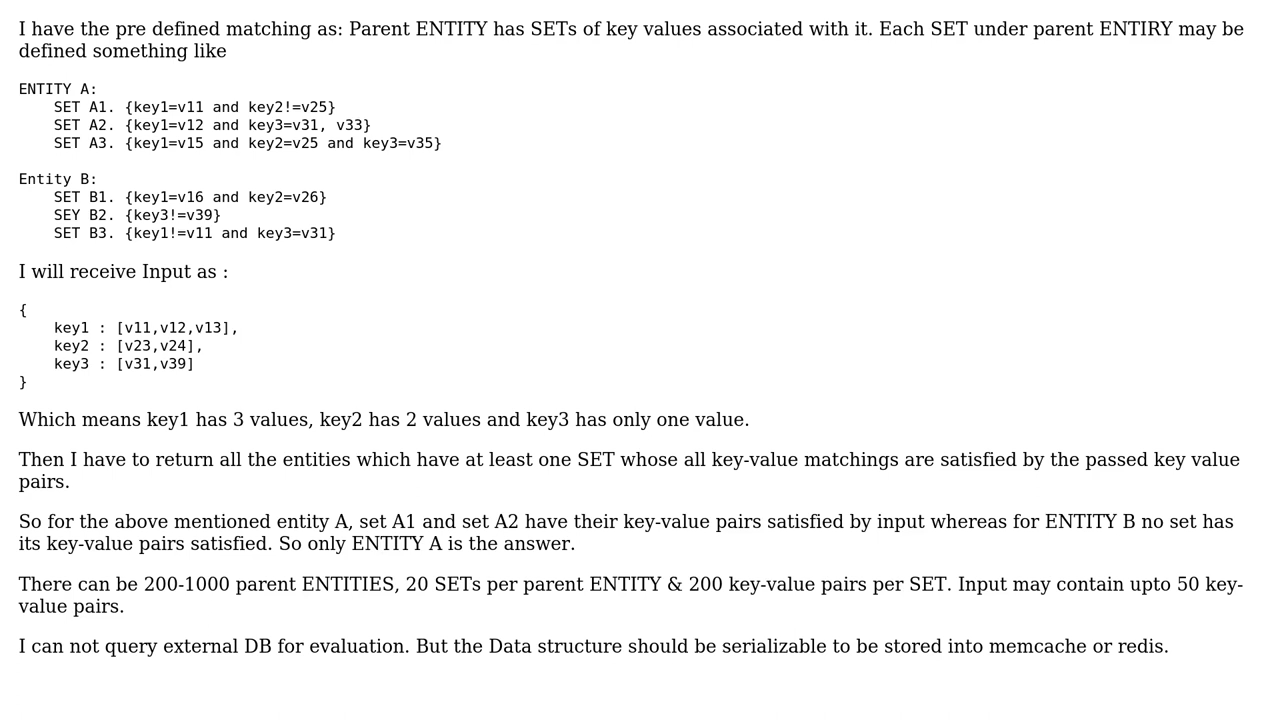 I have the pre defined matching as: Parent ENTITY has SETs of key values associated with it. Each SET under parent ENTIRY may be
defined something like
ENTITY A:
    SET A1. {key1=v11 and key2!=v25}
    SET A2. {key1=v12 and key3=v31, v33}
    SET A3. {key1=v15 and key2=v25 and key3=v35}
Entity B:
    SET B1. {key1=v16 and key2=v26}
    SEY B2. {key3!=v39}
    SET B3. {key1!=v11 and key3=v31}
I will receive Input as :
{
    key1 : [v11,v12,v13],
    key2 : [v23,v24],
    key3 : [v31,v39]
}
Which means key1 has 3 values, key2 has 2 values and key3 has only one value.
Then I have to return all the entities which have at least one SET whose all key-value matchings are satisfied by the passed key value
pairs.
So for the above mentioned entity A, set A1 and set A2 have their key-value pairs satisfied by input whereas for ENTITY B no set has
its key-value pairs satisfied. So only ENTITY A is the answer.
There can be 200-1000 parent ENTITIES, 20 SETs per parent ENTITY & 200 key-value pairs per SET. Input may contain upto 50 key-
value pairs.
I can not query external DB for evaluation. But the Data structure should be serializable to be stored into memcache or redis.